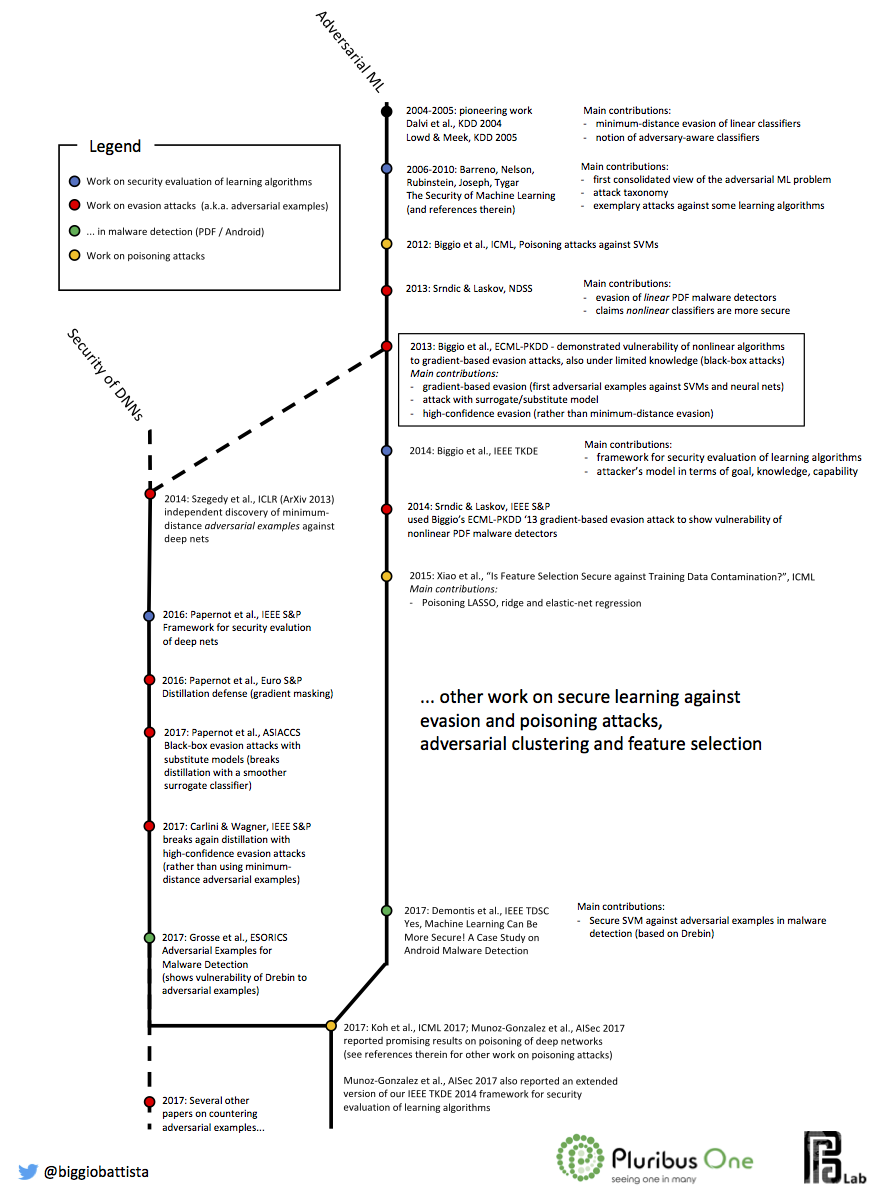 Adversarial ML
2004-2005: pioneering work
Dalvi et al., KDD 2004
Lowd & Meek, KDD 2005
Main contributions:
- minimum-distance evasion of linear classifiers
- notion of adversary-aware classifiers
Legend
Work on security evaluation of learning algorithms
Work on evasion attacks (a.k.a. adversarial examples)
... in malware detection (PDF / Android)
Work on poisoning attacks
2006-2010: Barreno, Nelson,
Rubinstein, Joseph, Tygar
The Security of Machine Learning
(and references therein)
Main contributions:
- first consolidated view of the adversarial ML problem
- attack taxonomy
- exemplary attacks against some learning algorithms
2012: Biggio et al., ICML, Poisoning attacks against SVMs
2013: Srndic & Laskov, NDSS
Main contributions:
- evasion of linear PDF malware detectors
- claims nonlinear classifiers are more secure
2013: Biggio et al., ECML-PKDD - demonstrated vulnerability of nonlinear algorithms
to gradient-based evasion attacks, also under limited knowledge (black-box attacks)
Main contributions:
- gradient-based evasion (first adversarial examples against SVMs and neural nets)
- attack with surrogate/substitute model
- high-confidence evasion (rather than minimum-distance evasion)
2014: Biggio et al., IEEE TKDE
Main contributions:
- framework for security evaluation of learning algorithms
- attacker's model in terms of goal, knowledge, capability
2014: Srndic & Laskov, IEEE S&P
used Biggio's ECML-PKDD '13 gradient-based evasion attack to show vulnerability of
nonlinear PDF malware detectors
2015: Xiao et al., "Is Feature Selection Secure against Training Data Contamination?", ICML
Main contributions:
- Poisoning LASSO, ridge and elastic-net regression
... other work on secure learning against
evasion and poisoning attacks,
adversarial clustering and feature selection
2017: Demontis et al., IEEE TDSC
Yes, Machine Learning Can Be
More Secure! A Case Study on
Android Malware Detection
Main contributions:
- Secure SVM against adversarial examples in malware
detection (based on Drebin)
Security of DNNs
2014: Szegedy et al., ICLR (ArXiv 2013)
independent discovery of minimum-
distance adversarial examples against
deep nets
2016: Papernot et al., IEEE S&P
Framework for security evalution
of deep nets
2016: Papernot et al., Euro S&P
Distillation defense (gradient masking)
2017: Papernot et al., ASIACCS
Black-box evasion attacks with
substitute models (breaks
distillation with a smoother
surrogate classifier)
2017: Carlini & Wagner, IEEE S&P
breaks again distillation with
high-confidence evasion attacks
(rather than using minimum-
distance adversarial examples)
2017: Grosse et al., ESORICS
Adversarial Examples for
Malware Detection
(shows vulnerability of Drebin to
adversarial examples)
2017: Koh et al., ICML 2017; Munoz-Gonzalez et al., AISec 2017
reported promising results on poisoning of deep networks
(see references therein for other work on poisoning attacks)
Munoz-Gonzalez et al., AISec 2017 also reported an extended
version of our IEEE TKDE 2014 framework for security
evaluation of learning algorithms
2017: Several other
papers on countering
adversarial examples...
@biggiobattista
Pluribus One
seeing one in many
Lab